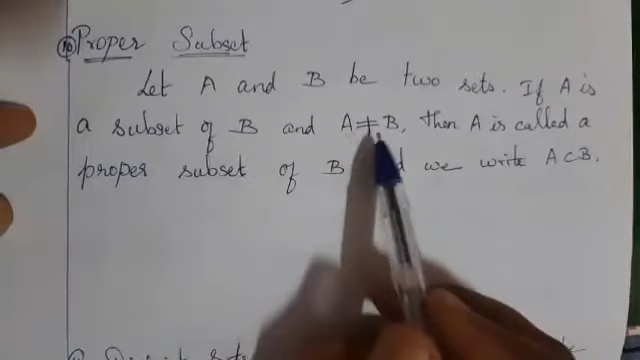 ⑩ Proper Subset
Let A and B be two sets. If A is
a subset of B and A≠B, then A is called a
proper subset of B and we write A⊂B.